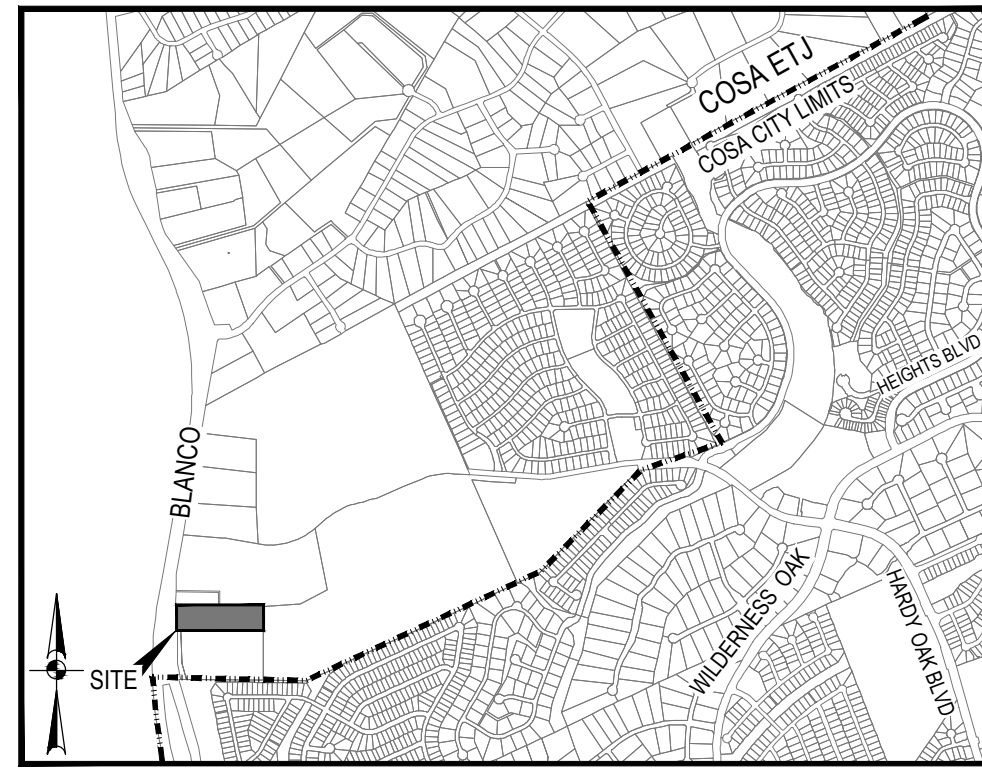 COSA ETJ
COSA CITY LIMITS
HEIGHTS BLVD
BLANCO
WILDERNESS OAK
HARDY OAK BLVD
SITE